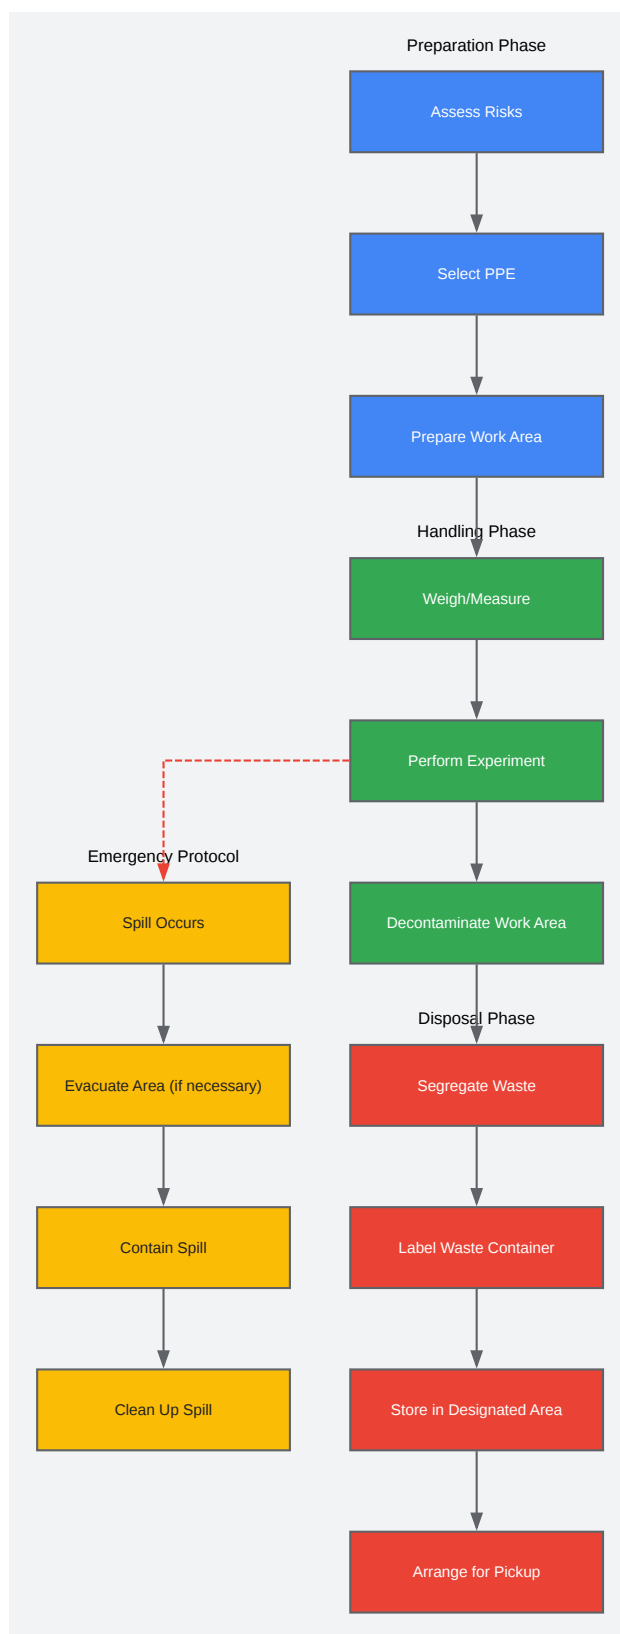 Preparation Phase
Assess Risks
Select PPE
Prepare Work Area
Handling Phase
Weigh/Measure
Perform Experiment
Decontaminate Work Area
Disposal Phase
Segregate Waste
Label Waste Container
Store in Designated Area
Arrange for Pickup
Emergency Protocol
Spill Occurs
Evacuate Area (if necessary)
Contain Spill
Clean Up Spill